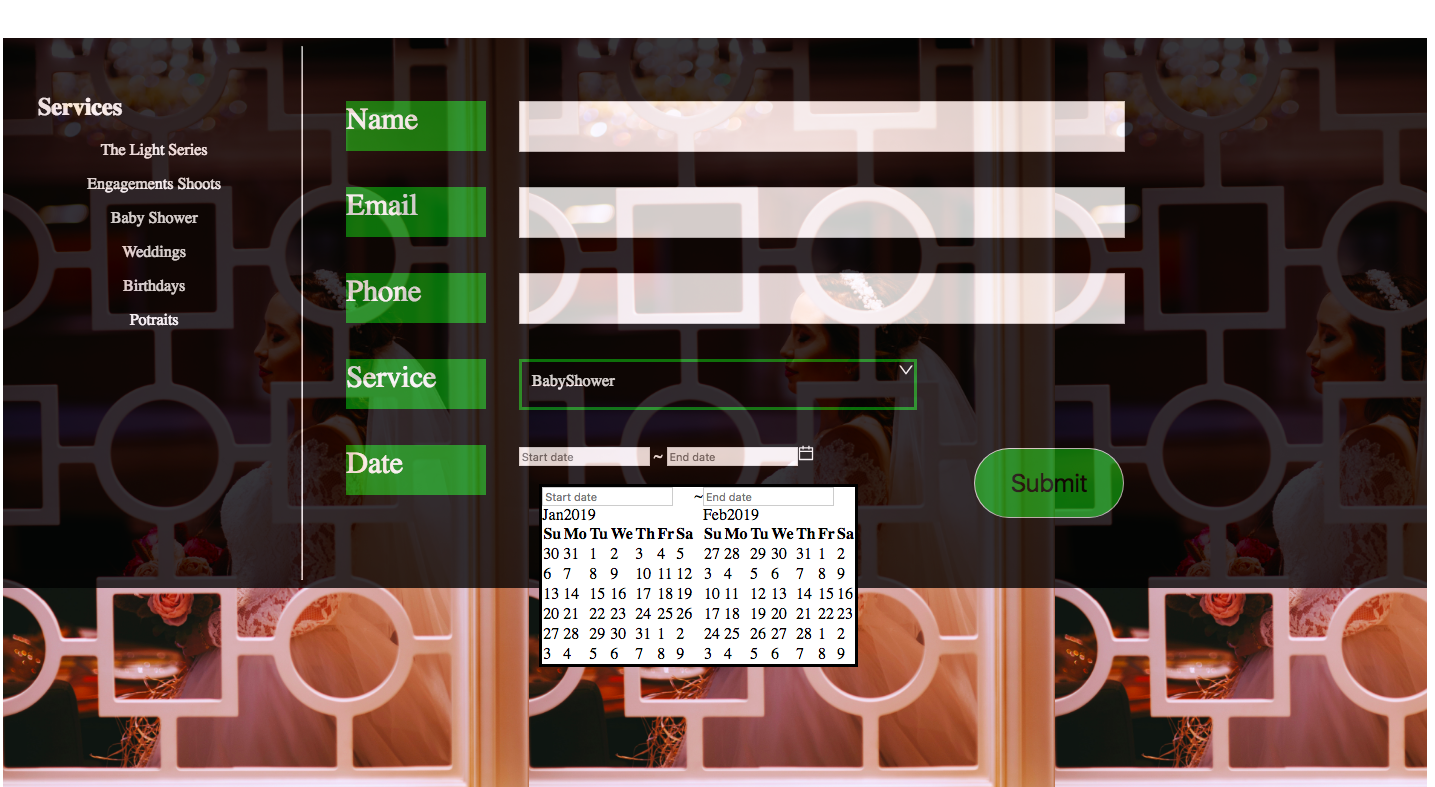 Services
The Light Series
Engagements Shoots
Baby Shower
Weddings
Birthdays
Potraits
Name
Email
Phone
Service
BabyShower
Date
Start date ~ End date
Submit
Start date ~ End date
Jan2019 Feb2019
Su Mo Tu We Th Fr Sa Su Mo Tu We Th Fr Sa
30 31 1 2 3 4 5 27 28 29 30 31 1 2
6 7 8 9 10 11 12 3 4 5 6 7 8 9
13 14 15 16 17 18 19 10 11 12 13 14 15 16
20 21 22 23 24 25 26 17 18 19 20 21 22 23
27 28 29 30 31 1 2 24 25 26 27 28 1 2
3 4 5 6 7 8 9 3 4 5 6 7 8 9